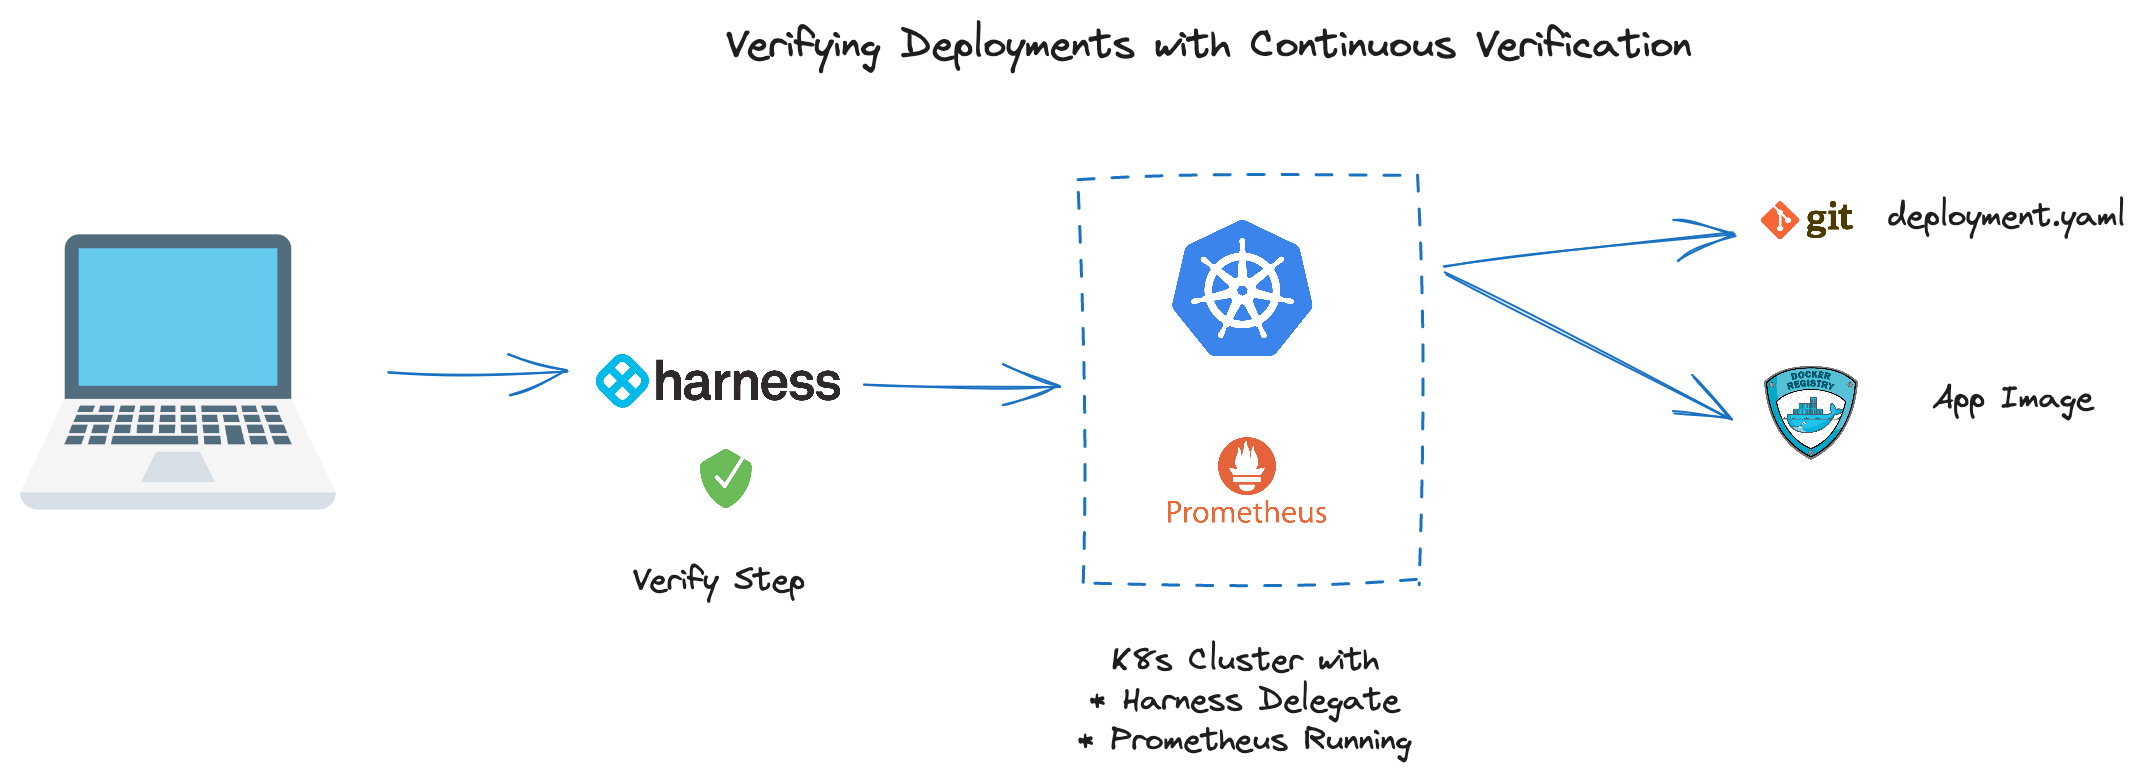 Verifying Deployments with Continuous Verification
git deployment.yaml
harness
DOCKER
REGISTRY
App Image
Prometheus
Verify Step
K8s Cluster with
* Harness Delegate
* Prometheus Running